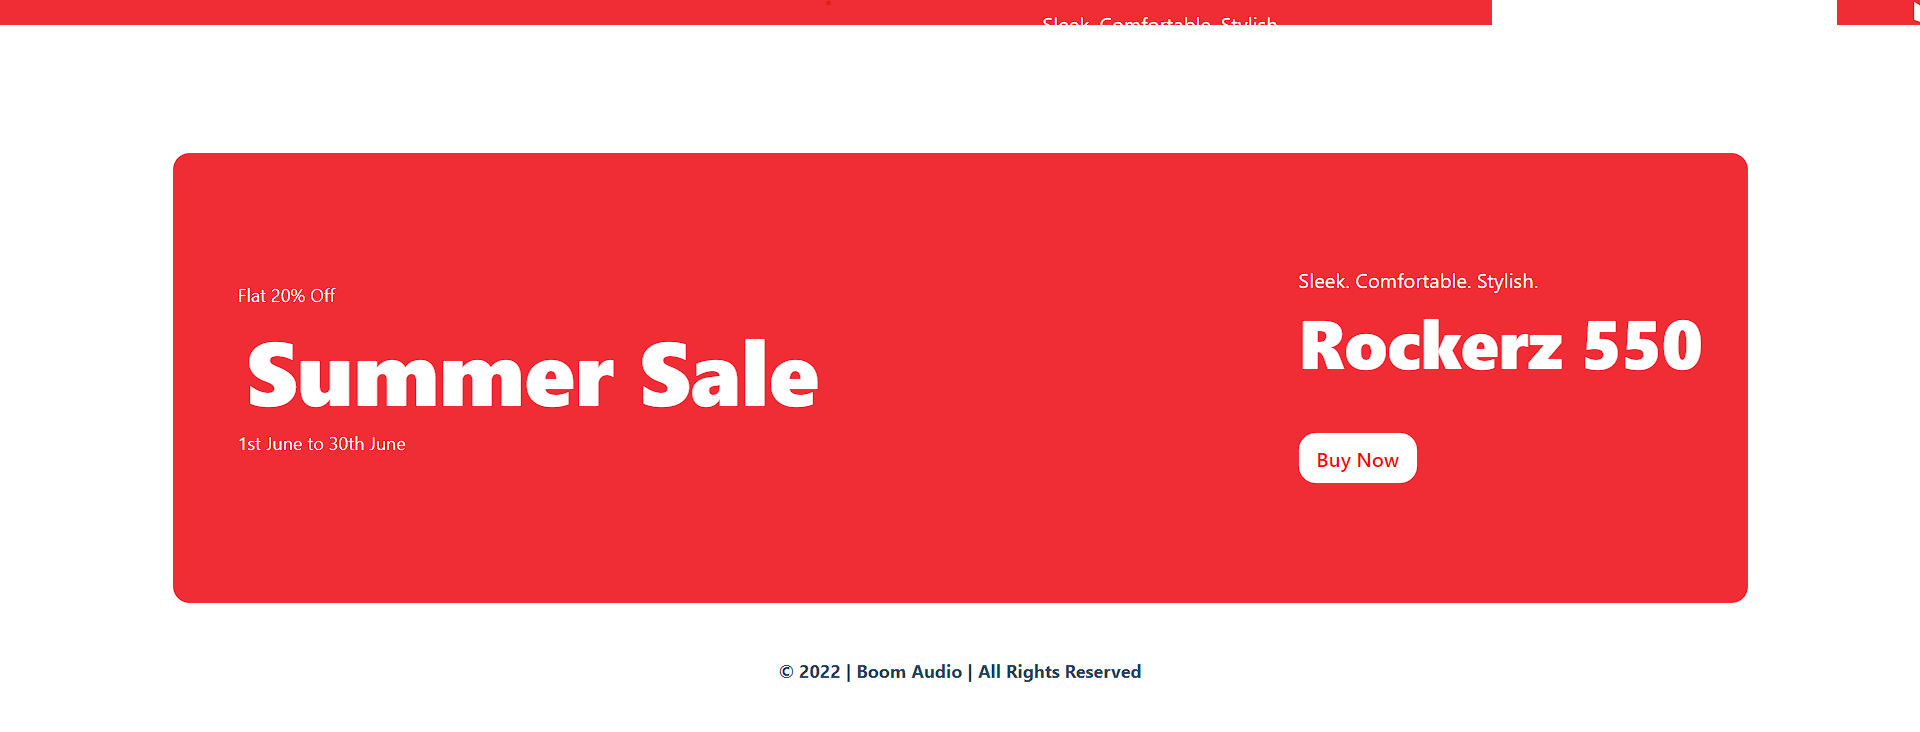 Sleek. Comfortable. Stylish.
Flat 20% Off
Summer Sale
1st June to 30th June
Sleek. Comfortable. Stylish.
Rockerz 550
Buy Now
© 2022 | Boom Audio | All Rights Reserved